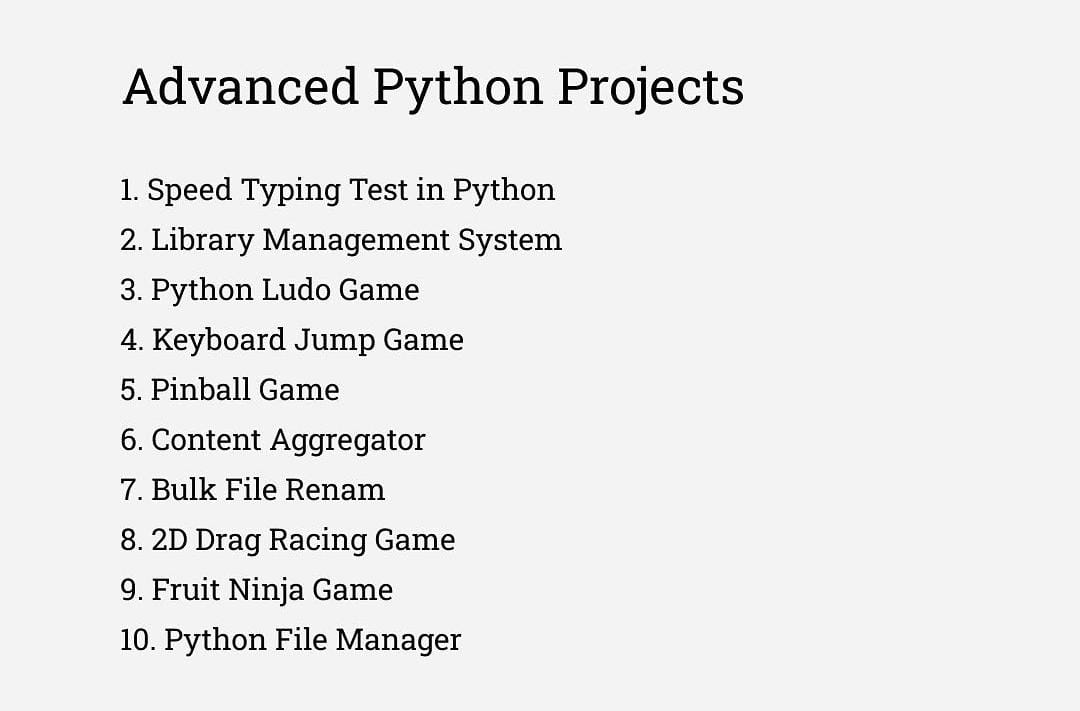 Advanced Python Projects
1. Speed Typing Test in Python
2. Library Management System
3. Python Ludo Game
4. Keyboard Jump Game
5. Pinball Game
6. Content Aggregator
7. Bulk File Renam
8. 2D Drag Racing Game
9. Fruit Ninja Game
10. Python File Manager